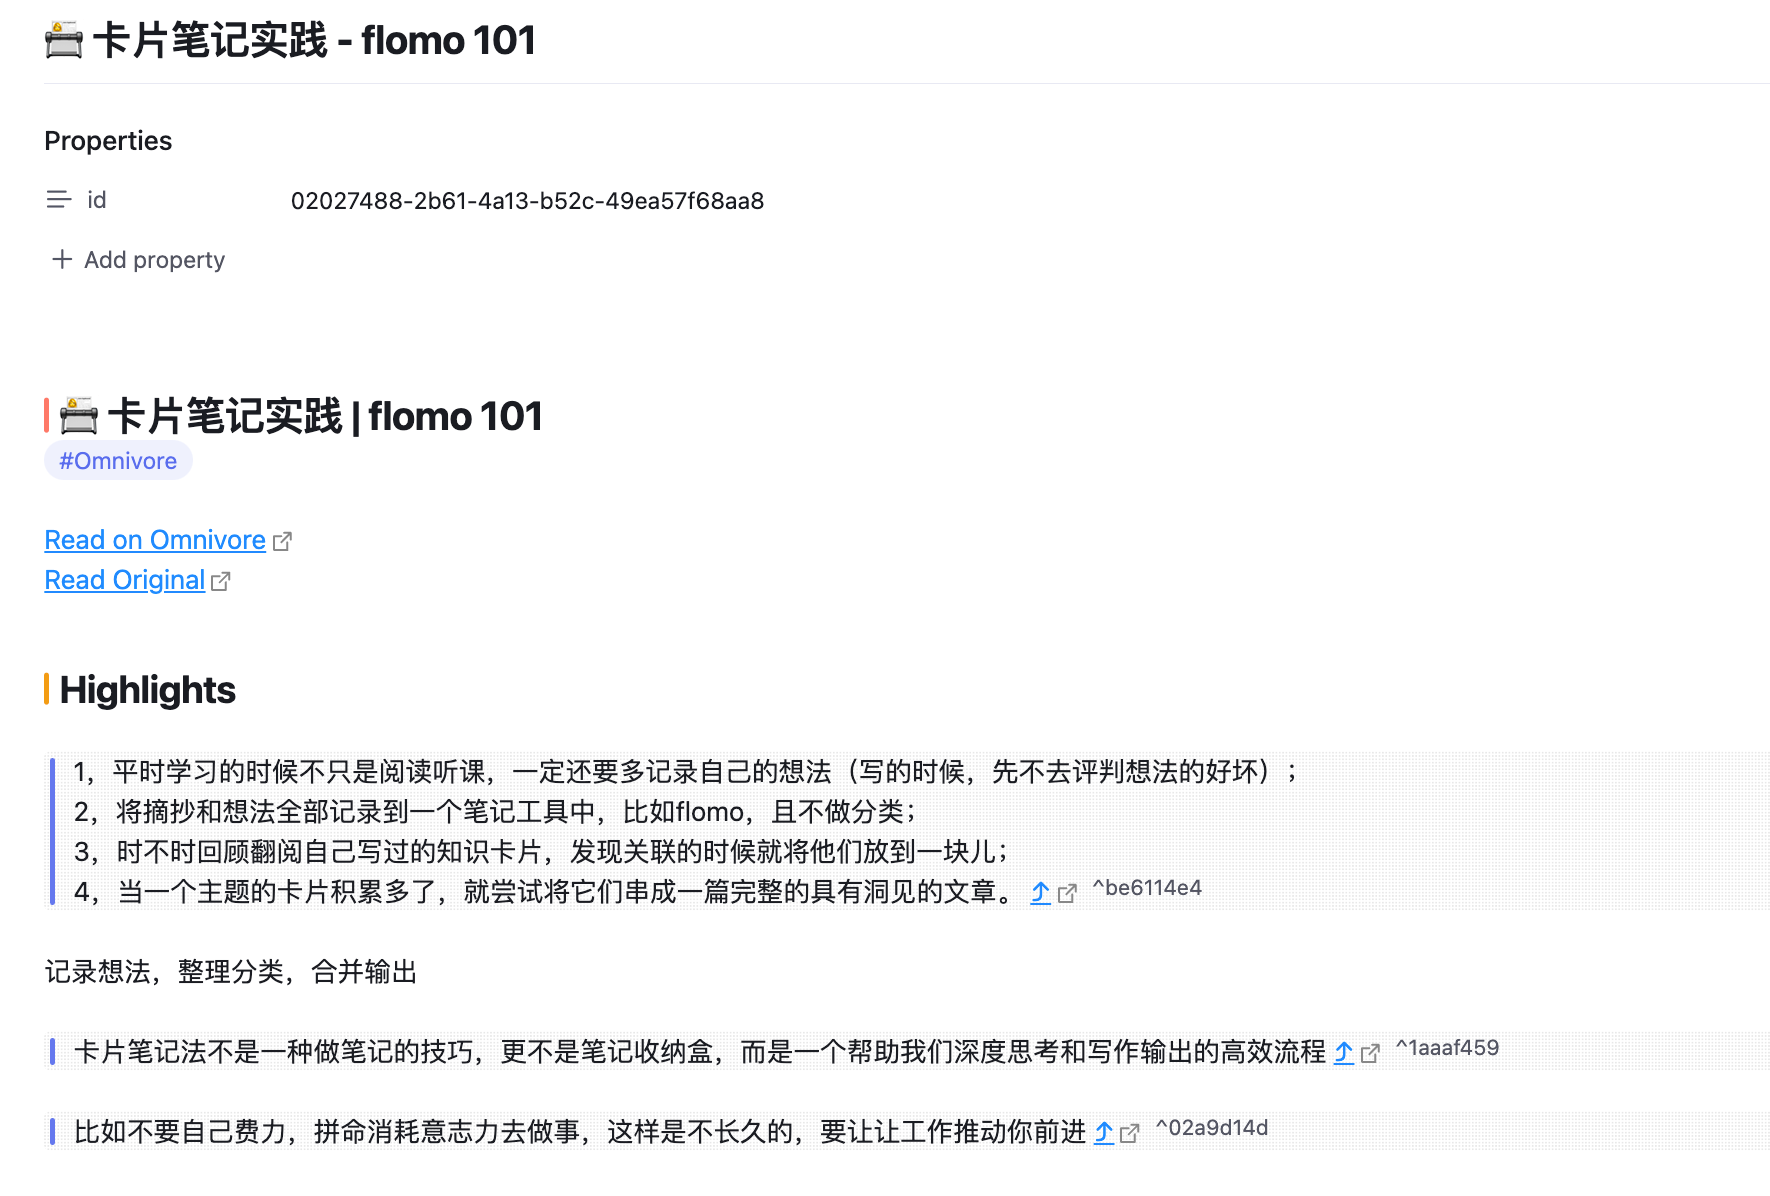 📠 卡片笔记实践 - flomo 101
Properties
id 02027488-2b61-4a13-b52c-49ea57f68aa8
+ Add property
📠 卡片笔记实践 | flomo 101
#Omnivore
Read on Omnivore
Read Original
Highlights
1，平时学习的时候不只是阅读听课，一定还要多记录自己的想法（写的时候，先不去评判想法的好坏）；
2，将摘抄和想法全部记录到一个笔记工具中，比如flomo，且不做分类；
3，时不时回顾翻阅自己写过的知识卡片，发现关联的时候就将他们放到一块儿；
4，当一个主题的卡片积累多了，就尝试将它们串成一篇完整的具有洞见的文章。 ⤴ ^be6114e4
记录想法，整理分类，合并输出
卡片笔记法不是一种做笔记的技巧，更不是笔记收纳盒，而是一个帮助我们深度思考和写作输出的高效流程 ⤴ ^1aaaf459
比如不要自己费力，拼命消耗意志力去做事，这样是不长久的，要让让工作推动你前进 ⤴ ^02a9d14d